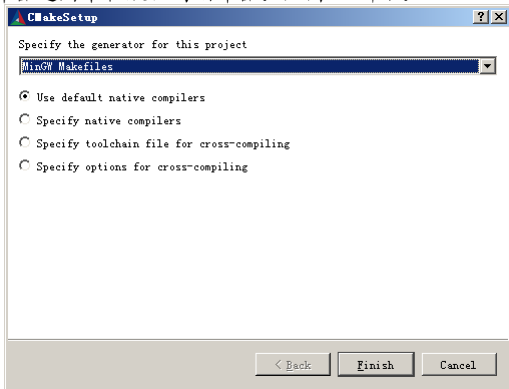 CMakeSetup
Specify the generator for this project
MinGW Makefiles
Use default native compilers
Specify native compilers
Specify toolchain file for cross-compiling
Specify options for cross-compiling
< Back Finish Cancel